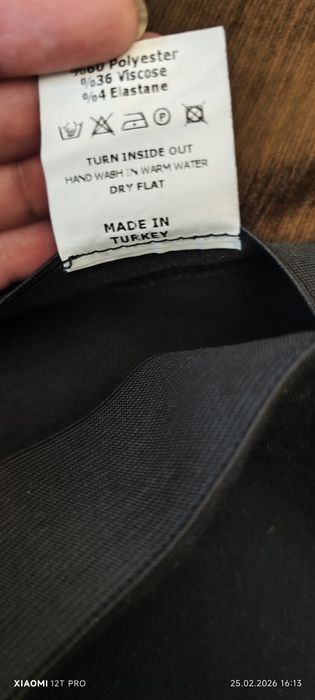 %60 Polyester
%36 Viscose
%4 Elastane
P
TURN INSIDE OUT
HAND WASH IN WARM WATER
DRY FLAT
MADE IN
TURKEY
XIAOMI 12T PRO
25.02.2026 16:13